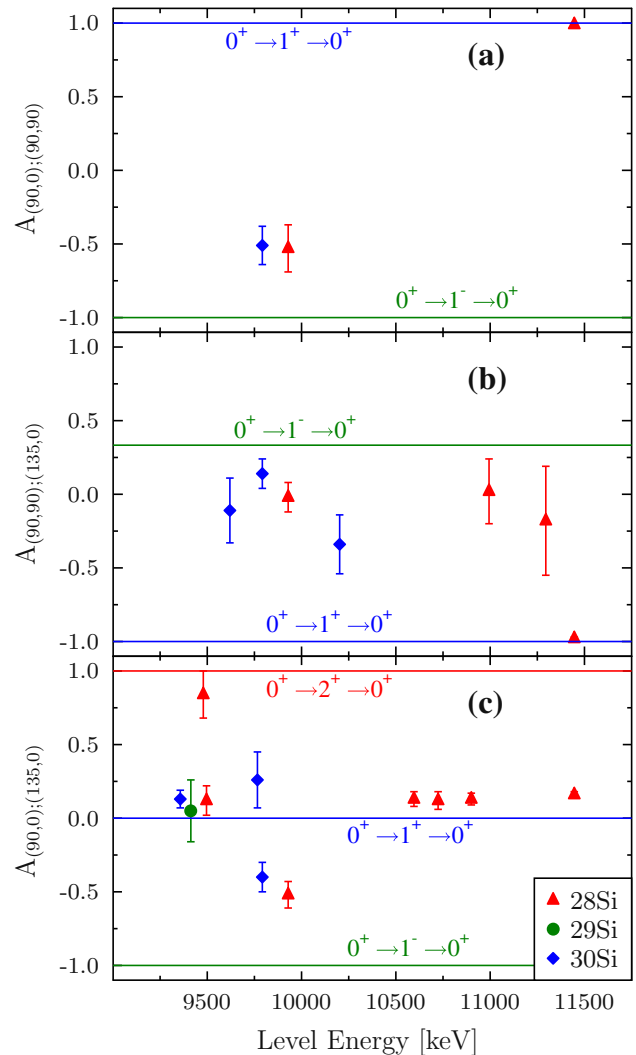 1.0
0.5
0.0
-0.5
-1.0
A(90,0);(90,90)
0+ →1+ →0+
(a)
0+ →1- →0+
1.0
0.5
0.0
-0.5
-1.0
A(90,90);(135,0)
(b)
0+ →1- →0+
0+ →1+ →0+
1.0
0.5
0.0
-0.5
-1.0
A(90,0);(135,0)
0+ →2+ →0+
(c)
0+ →1+ →0+
0+ →1- →0+
28Si
29Si
30Si
9500 10000 10500 11000 11500
Level Energy [keV]